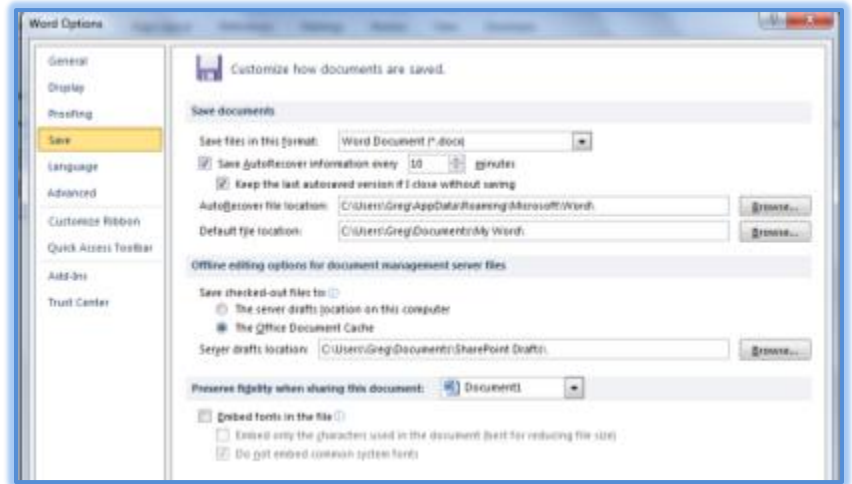 Word Options
General
Display
Proofing
Save
Language
Advanced
Customize Ribbon
Quick Access Toolbar
Add-Ins
Trust Center
Customize how documents are saved.
Save documents
Save files in this format: Word Document (*.docx)
Save AutoRecover information every 10 minutes
Keep the last autosaved version if I close without saving
AutoRecover file location: C:\Users\Greg\AppData\Roaming\Microsoft\Word\ Browse...
Default file location: C:\Users\Greg\Documents\My Word\ Browse...
Offline editing options for document management server files
Save checked-out files to:
The server drafts location on this computer
The Office Document Cache
Server drafts location: C:\Users\Greg\Documents\SharePoint Drafts\ Browse...
Preserve fidelity when sharing this document: Document1
Embed fonts in the file
Embed only the characters used in the document (best for reducing file size)
Do not embed common system fonts